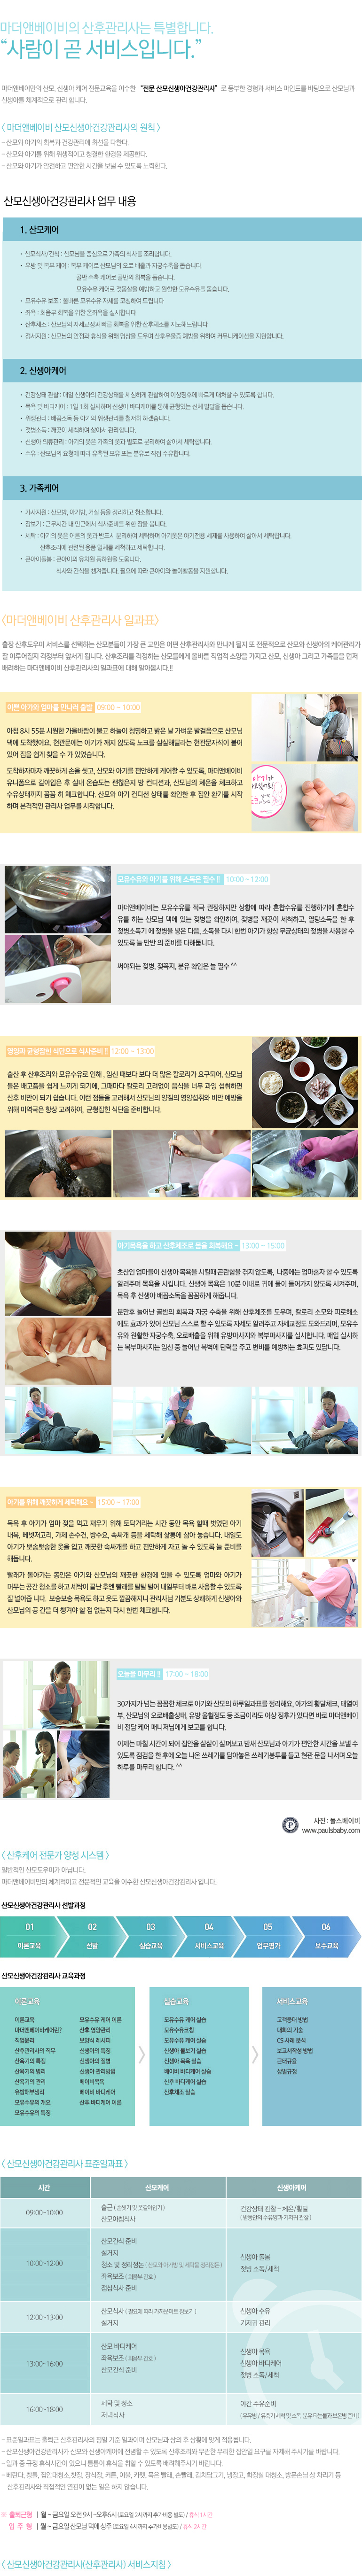 마더앤베이비의 산후관리사는 특별합니다.
“사람이 곧 서비스입니다.”
마더앤베이비만의 산모, 신생아 케어 전문교육을 이수한 “전문 산모신생아건강관리사” 로 풍부한 경험과 서비스 마인드를 바탕으로 산모님과
신생아를 체계적으로 관리 합니다.
< 마더앤베이비 산모신생아건강관리사의 원칙 >
- 산모와 아기의 회복과 건강관리에 최선을 다한다.
- 산모와 아기를 위해 위생적이고 청결한 환경을 제공한다.
- 산모와 아기가 안전하고 편안한 시간을 보낼 수 있도록 노력한다.
산모신생아건강관리사 업무 내용
1. 산모케어
• 산모식사/간식 : 산모님을 중심으로 가족의 식사를 조리합니다.
• 유방 및 복부 케어 : 복부 케어로 산모님의 오로 배출과 자궁수축을 돕습니다.
골반 수축 케어로 골반의 회복을 돕습니다.
모유수유 케어로 젖몸살을 예방하고 원활한 모유수유를 돕습니다.
• 모유수유 보조 : 올바른 모유수유 자세를 코칭하여 드립니다
• 좌욕 : 회음부 회복을 위한 온좌욕을 실시합니다
• 산후체조 : 산모님의 자세교정과 빠른 회복을 위한 산후체조를 지도해드립니다
• 정서지원 : 산모님의 안정과 휴식을 위해 명상을 도우며 산후우울증 예방을 위하여 커뮤니케이션을 지원합니다.
2. 신생아케어
• 건강상태 관찰 : 매일 신생아의 건강상태를 세심하게 관찰하여 이상징후에 빠르게 대처할 수 있도록 합니다.
• 목욕 및 바디케어 : 1일 1회 실시하며 신생아 바디케어를 통해 균형있는 신체 발달을 돕습니다.
• 위생관리 : 배꼽소독 등 아기의 위생관리를 철저히 하겠습니다.
• 젖병소독 : 깨끗이 세척하여 삶아서 관리합니다.
• 신생아 의류관리 : 아기의 옷은 가족의 옷과 별도로 분리하여 삶아서 세탁합니다.
• 수유 : 산모님의 요청에 따라 유축된 모유 또는 분유로 직접 수유합니다.
3. 가족케어
• 가사지원 : 산모방, 아기방, 거실 등을 정리하고 청소합니다.
• 장보기 : 근무시간 내 인근에서 식사준비를 위한 장을 봅니다.
• 세탁 : 아기의 옷은 어른의 옷과 반드시 분리하여 세탁하며 아기옷은 아기전용 세제를 사용하여 삶아서 세탁합니다.
산후조리에 관련된 용품 일체를 세척하고 세탁합니다.
• 큰아이돌봄 : 큰아이의 유치원 등하원을 도웁니다.
식사와 간식을 챙겨줍니다. 필요에 따라 큰아이와 놀이활동을 지원합니다.
<마더앤베이비 산후관리사 일과표>
출장 산후도우미 서비스를 선택하는 산모분들이 가장 큰 고민은 어떤 산후관리사와 만나게 될지 또 전문적으로 산모와 신생아의 케어관리가
잘 이루어질지 걱정부터 앞서게 됩니다. 산후조리를 걱정하는 산모들에게 올바른 직업적 소양을 가지고 산모, 신생아 그리고 가족들을 먼저
배려하는 마더앤베이비 산후관리사의 일과표에 대해 알아봅시다.!!
이쁜 아가와 엄마를 만나러 출발 09:00 ~ 10:00
아침 8시 55분 시원한 가을바람이 불고 하늘이 청명하고 밝은 날 가벼운 발걸음으로 산모님
댁에 도착했어요. 현관문에는 아기가 깨지 않도록 노크를 살살해달라는 현관문자석이 붙어
있어 집을 쉽게 찾을 수 가 있었습니다.
도착하자마자 깨끗하게 손을 씻고, 산모와 아기를 편안하게 케어할 수 있도록, 마더앤베이비
유니폼으로 갈아입은 후 실내 온습도는 괜찮은지 방 컨디션과, 산모님의 체온을 체크하고
수유상태까지 꼼꼼 히 체크합니다. 산모와 아기 컨디션 상태를 확인한 후 집안 환기를 시작
하며 본격적인 관리사 업무를 시작합니다.
모유수유와 아기를 위해 소독은 필수 !! 10:00 ~ 12:00
마더앤베이비는 모유수유를 적극 권장하지만 상황에 따라 혼합수유를 진행하기에 혼합수
유를 하는 산모님 댁에 있는 젖병을 확인하며, 젖병을 깨끗이 세척하고, 열탕소독을 한 후
젖병소독기 에 젖병을 넣은 다음, 소독을 다시 한번 아기가 항상 무균상태의 젖병을 사용할 수
있도록 늘 만반 의 준비를 다해둡니다.
써야되는 젖병, 젖꼭지, 분유 확인은 늘 필수 ^^
영양과 균형잡힌 식단으로 식사준비 !! 12:00 ~ 13:00
출산 후 산후조리와 모유수유로 인해 , 임신 때보다 보다 더 많은 칼로리가 요구되어, 산모님
들은 배고픔을 쉽게 느끼게 되기에, 그때마다 칼로리 고려없이 음식을 너무 과잉 섭취하면
산후 비만이 되기 쉽습니다. 이런 점들을 고려해서 산모님의 양질의 영양섭취와 비만 예방을
위해 미역국은 항상 고려하여, 균형잡힌 식단을 준비합니다.
아기목욕을 하고 산후체조로 몸을 회복해요 ~ 13:00 ~ 15:00
초산인 엄마들이 신생아 목욕을 시킬때 곤란함을 격지 않도록, 나중에는 엄마혼자 할 수 있도록
알려주며 목욕을 시킵니다. 신생아 목욕은 10분 이내로 귀에 물이 들어가지 않도록 시켜주며,
목욕 후 신생아 배꼽소독을 꼼꼼하게 해줍니다.
분만후 늘어난 골반의 회복과 자궁 수축을 위해 산후체조를 도우며, 칼로리 소모와 피로해소
에도 효과가 있어 산모님 스스로 할 수 있도록 자세도 알려주고 자세교정도 도와드리며, 모유수
유와 원활한 자궁수축, 오로배출을 위해 유방마사지와 복부마사지를 실시합니다. 매일 실시하
는 복부마사지는 임신 중 늘어난 복벽에 탄력을 주고 변비를 예방하는 효과도 있답니다.
아가를 위해 깨끗하게 세탁해요 ~ 15:00 ~ 17:00
목욕 후 아기가 엄마 젖을 먹고 재우기 위해 토닥거리는 시간 동안 목욕 할때 벗었던 아기
내복, 베넷저고리, 가제 손수건, 방수요, 속싸개 등을 세탁해 살통에 삶아 놓습니다. 내일도
아기가 뽀송뽀송한 옷을 입고 깨끗한 속싸개를 하고 편안하게 자고 놀 수 있도록 늘 준비를
해둡니다.
빨래가 돌아가는 동안은 아기와 산모님의 깨끗한 환경에 있을 수 있도록 엄마와 아기가
머무는 공간 청소를 하고 세탁이 끝난 후엔 빨래를 탈탈 털어 내일부터 바로 사용할 수 있도록
잘 널어줍 니다. 보송보송 목욕도 하고 옷도 깔끔해지니 관리사님 기분도 상쾌하게 신생아와
산모님의 공 간을 더 챙겨야 할 점 없는지 다시 한번 체크합니다.
오늘을 마무리 !! 17:00 ~ 18:00
30가지가 넘는 꼼꼼한 체크로 아기와 산모의 하루일과표를 정리해요, 아가의 황달체크, 대열여
부, 산모님의 오로배출상태, 유방 울혈정도 등 조금이라도 이상 징후가 있다면 바로 마더앤베이
비 전담 케어 매니저님에게 보고를 합니다.
이제는 마칠 시간이 되어 집안을 샅샅이 살펴보고 밤새 산모님과 아기가 편안한 시간을 보낼 수
있도록 점검을 한 후에 오늘 나온 쓰레기를 담아놓은 쓰레기봉투를 들고 현관 문을 나서며 오늘
하루를 마무리 합니다. ^^
사진 : 폴스베이비
www.paulsbaby.com
< 산후케어 전문가 양성 시스템 >
일반적인 산모도우미가 아닙니다.
마더앤베이비만의 체계적이고 전문적인 교육을 이수한 산모신생아건강관리사 입니다.
산모신생아건강관리사 선발과정
01 02 03 04 05 06
이론교육 선발 실습교육 서비스교육 업무평가 보수교육
산모신생아건강관리사 교육과정
이론교육
이론교육 모유수유 케어 이론
마더앤베이비케어란? 산후 영양관리
직업윤리 보양식 레시피
산후관리사의 직무 신생아의 특징
산욕기의 특징 신생아의 질병
산욕기의 병리 신생아 관리방법
산욕기의 관리 베이비목욕
유방해부생리 베이비 바디케어
모유수유의 개요 산후 바디케어 이론
모유수유의 특징
실습교육
모유수유 케어 실습
모유수유코칭
모유수유 케어 실습
신생아 돌보기 실습
신생아 목욕 실습
베이비 바디케어 실습
산후 바디케어 실습
산후체조 실습
서비스교육
고객응대 방법
대화의 기술
CS 사례 분석
보고서작성 방법
근태규율
상벌규정
< 산모신생아건강관리사 표준일과표 >
시간 산모케어 신생아케어
09:00~10:00
출근 ( 손씻기 및 옷갈아입기 )
산모아침식사
건강상태 관찰 - 체온/황달
( 밤동안의 수유량과 기저귀 관찰 )
10:00~12:00
산모간식 준비
설거지
청소 및 정리정돈 ( 산모와 아가방 및 세탁물 정리정돈 )
좌욕보조 ( 회음부 간호 )
점심식사 준비
신생아 돌봄
젖병 소독/세척
12:00~13:00
산모식사 ( 필요에 따라 가까운마트 장보기 )
설거지
신생아 수유
기저귀 관리
13:00~16:00
산모 바디케어
좌욕보조 ( 회음부 간호 )
산모간식 준비
신생아 목욕
신생아 바디케어
젖병 소독/세척
16:00~18:00
세탁 및 청소
저녁식사
야간 수유준비
( 우유병 / 유축기 세척 및 소독, 분유 타는물과 보온병 준비 )
- 표준일과표는 출퇴근 산후관리사의 평일 기준 일과이며 산모님과 상의 후 상황에 맞게 적용됩니다.
- 산모신생아건강관리사가 산모와 신생아케어에 전념할 수 있도록 산후조리와 무관한 무리한 집안일 요구를 자제해 주시기를 바랍니다.
- 일과 중 규정 휴식시간이 있으니 틈틈이 휴식을 취할 수 있도록 배려해주시기 바랍니다.
- 베란다, 창틀, 집안대청소,찻장, 장식장, 커튼, 이불, 카펫, 묵은 빨래, 손빨래, 김치담그기, 냉장고, 화장실 대청소, 방문손님 상 차리기 등
산후관리사와 직접적인 연관이 없는 일은 하지 않습니다.
※ 출퇴근형 | 월 ~ 금요일 오전 9시 ~오후6시 (토요일 2시까지 추가비용 별도) / 휴식 1시간
입 주 형 | 월 ~ 금요일 산모님 댁에 상주 (토요일 4시까지 추가비용별도) / 휴식 2시간
< 산모신생아건강관리사(산후관리사) 서비스지침 >